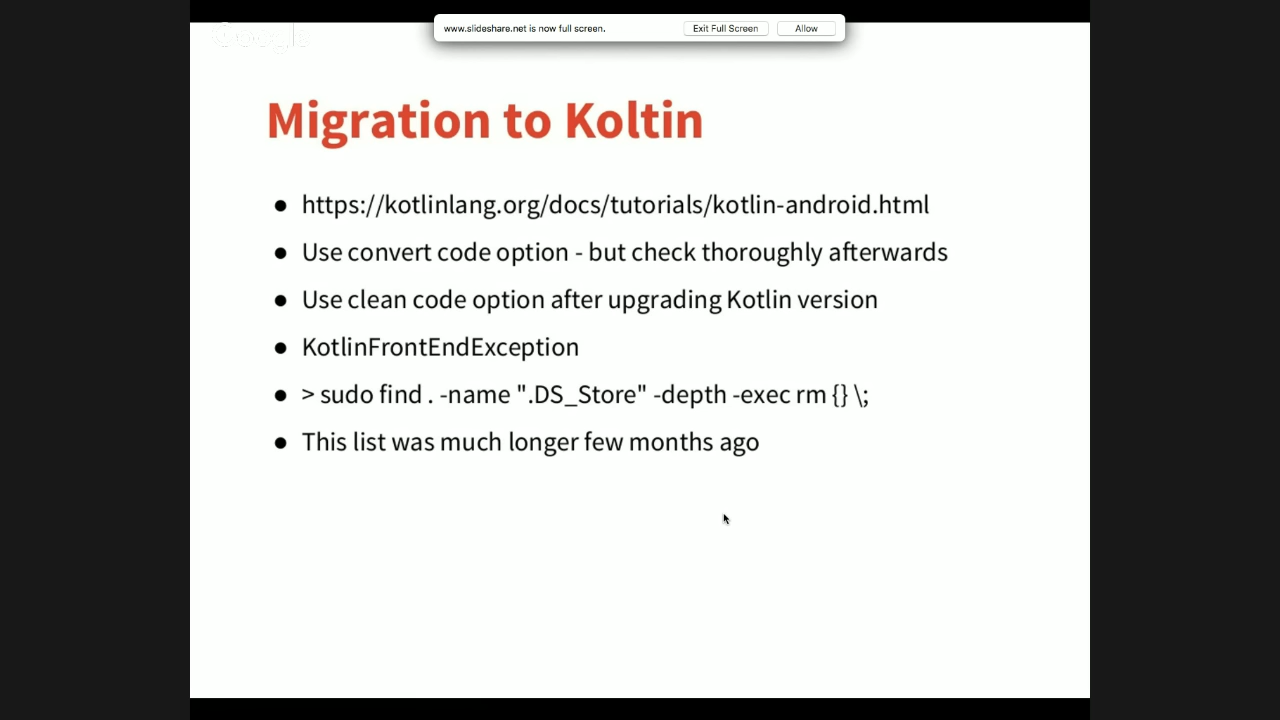 www.slideshare.net is now full screen. Exit Full Screen Allow
Google
Migration to Koltin
● https://kotlinlang.org/docs/tutorials/kotlin-android.html
● Use convert code option - but check thoroughly afterwards
● Use clean code option after upgrading Kotlin version
● KotlinFrontEndException
● > sudo find . -name ".DS_Store" -depth -exec rm {} \;
● This list was much longer few months ago